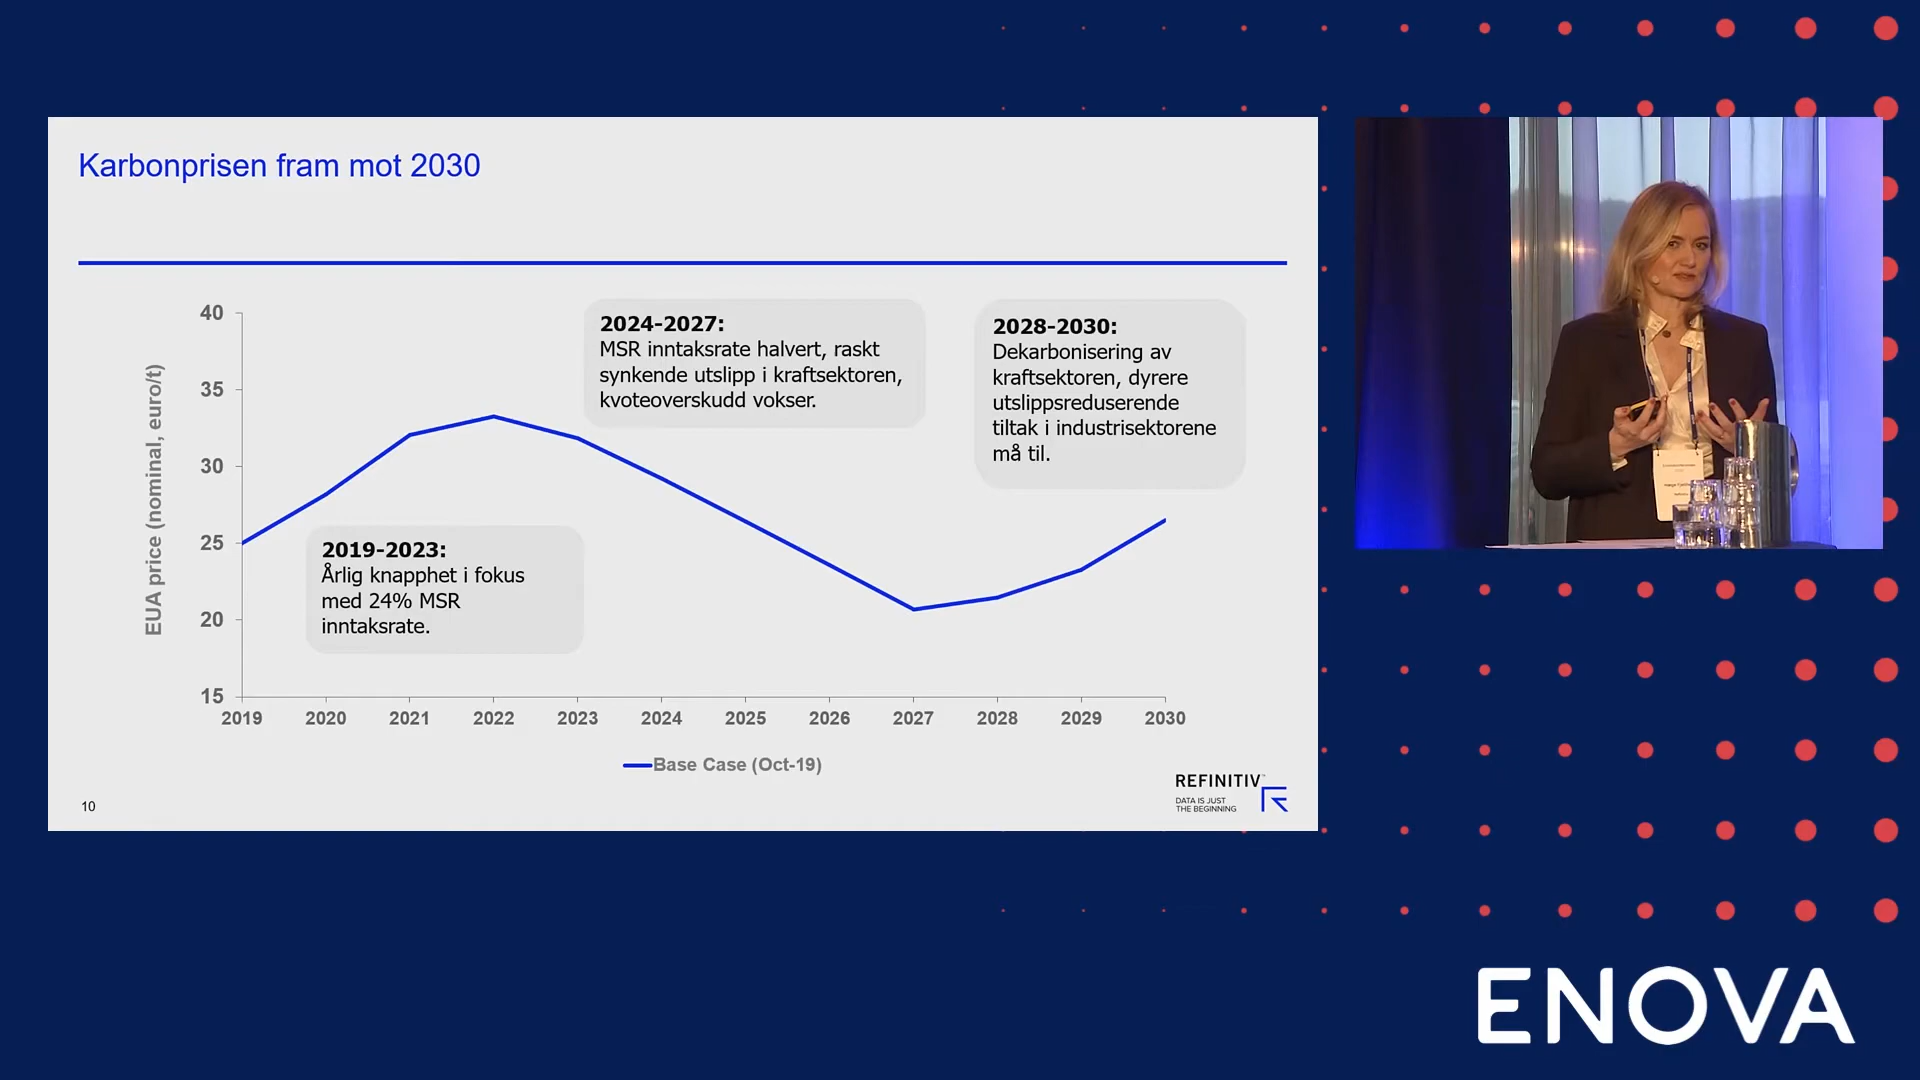 Karbonprisen fram mot 2030
40
35
30
25
20
15
EUA price (nominal, euro/t)
2019-2023:
Årlig knapphet i fokus
med 24% MSR
inntaksrate.
2024-2027:
MSR inntaksrate halvert, raskt
synkende utslipp i kraftsektoren,
kvoteoverskudd vokser.
2028-2030:
Dekarbonisering av
kraftsektoren, dyrere
utslippsreduserende
tiltak i industrisektorene
må til.
2019 2020 2021 2022 2023 2024 2025 2026 2027 2028 2029 2030
Base Case (Oct-19)
10
REFINITIV
DATA IS JUST
THE BEGINNING
ENOVA